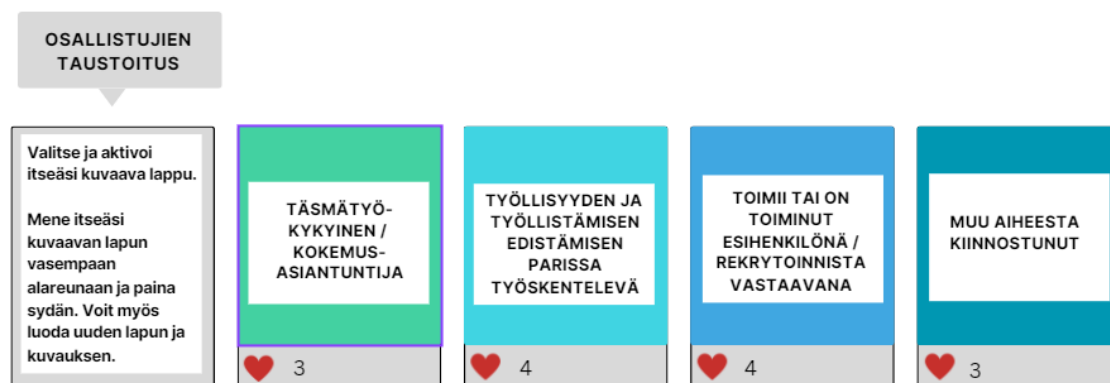 OSALLISTUJIEN
TAUSTOITUS
Valitse ja aktivoi
itseäsi kuvaava lappu.
Mene itseäsi
kuvaavan lapun
vasempaan
alareunaan ja paina
sydän. Voit myös
luoda uuden lapun ja
kuvauksen.
TÄSMÄTYÖ-
KYKYINEN /
KOKEMUS-
ASIANTUNTIJA
3
TYÖLLISYYDEN JA
TYÖLLISTÄMISEN
EDISTÄMISEN
PARISSA
TYÖSKENTELEVÄ
4
TOIMII TAI ON
TOIMINUT
ESIHENKILÖNÄ /
REKRYTOINNISTA
VASTAAVANA
4
MUU AIHEESTA
KIINNOSTUNUT
3